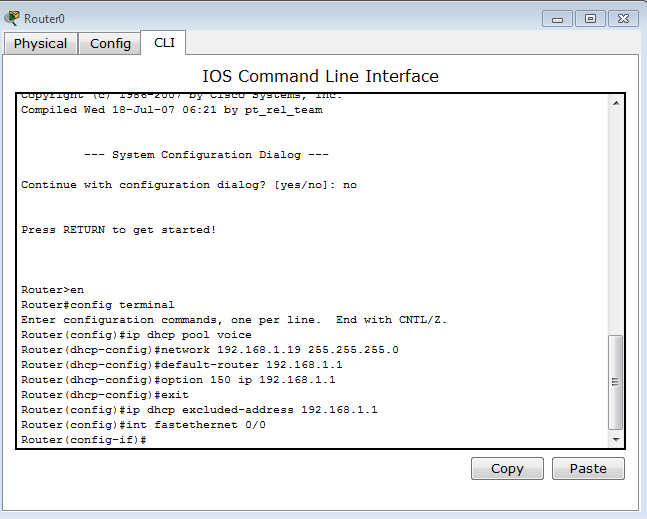 Router0
Physical Config CLI
IOS Command Line Interface
Copyright (c) 1986-2007 by Cisco Systems, Inc.
Compiled Wed 18-Jul-07 06:21 by pt_rel_team
--- System Configuration Dialog ---
Continue with configuration dialog? [yes/no]: no
Press RETURN to get started!
Router>en
Router#config terminal
Enter configuration commands, one per line.  End with CNTL/Z.
Router(config)#ip dhcp pool voice
Router(dhcp-config)#network 192.168.1.19 255.255.255.0
Router(dhcp-config)#default-router 192.168.1.1
Router(dhcp-config)#option 150 ip 192.168.1.1
Router(dhcp-config)#exit
Router(config)#ip dhcp excluded-address 192.168.1.1
Router(config)#int fastethernet 0/0
Router(config-if)#
Copy Paste